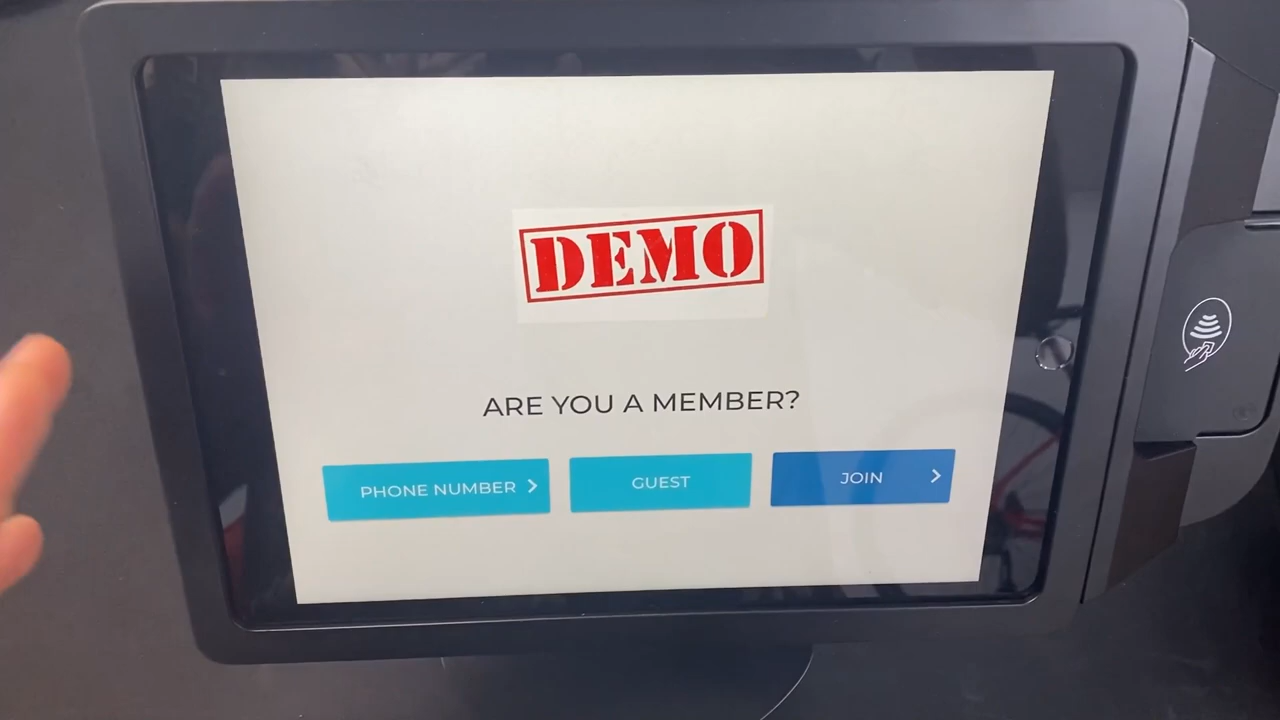 DEMO
ARE YOU A MEMBER?
PHONE NUMBER
GUEST
JOIN